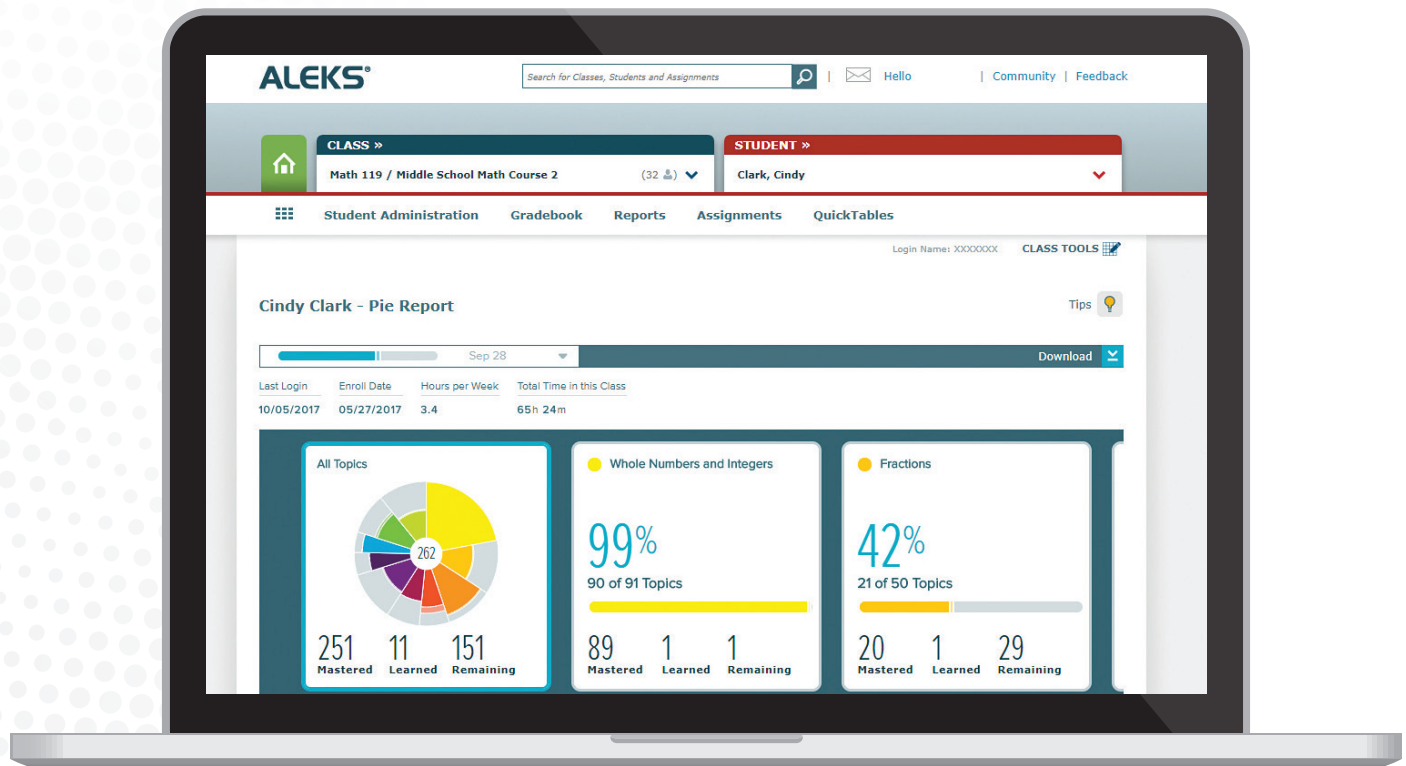 ALEKS®
Search for Classes, Students and Assignments
| Hello | Community | Feedback
CLASS »
Math 119 / Middle School Math Course 2 (32)
STUDENT »
Clark, Cindy
Student Administration Gradebook Reports Assignments QuickTables
Login Name: XXXXXXX CLASS TOOLS
Cindy Clark - Pie Report
Tips
Sep 28
Download
Last Login Enroll Date Hours per Week Total Time in this Class
10/05/2017 05/27/2017 3.4 65h 24m
All Topics
262
251 11 151
Mastered Learned Remaining
Whole Numbers and Integers
99%
90 of 91 Topics
89 1 1
Mastered Learned Remaining
Fractions
42%
21 of 50 Topics
20 1 29
Mastered Learned Remaining